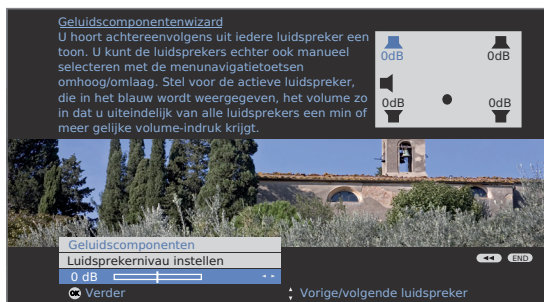 Geluidscomponentenwizard
U hoort achtereenvolgens uit iedere luidspreker een
toon. U kunt de luidsprekers echter ook manueel
selecteren met de menunavigatietoetsen
omhoog/omlaag. Stel voor de actieve luidspreker,
die in het blauw wordt weergegeven, het volume zo
in dat u uiteindelijk van alle luidsprekers een min of
meer gelijke volume-indruk krijgt.
0dB 0dB
0dB 0dB
Geluidscomponenten
Luidsprekernivau instellen
0 dB
END
OK Verder
Vorige/volgende luidspreker